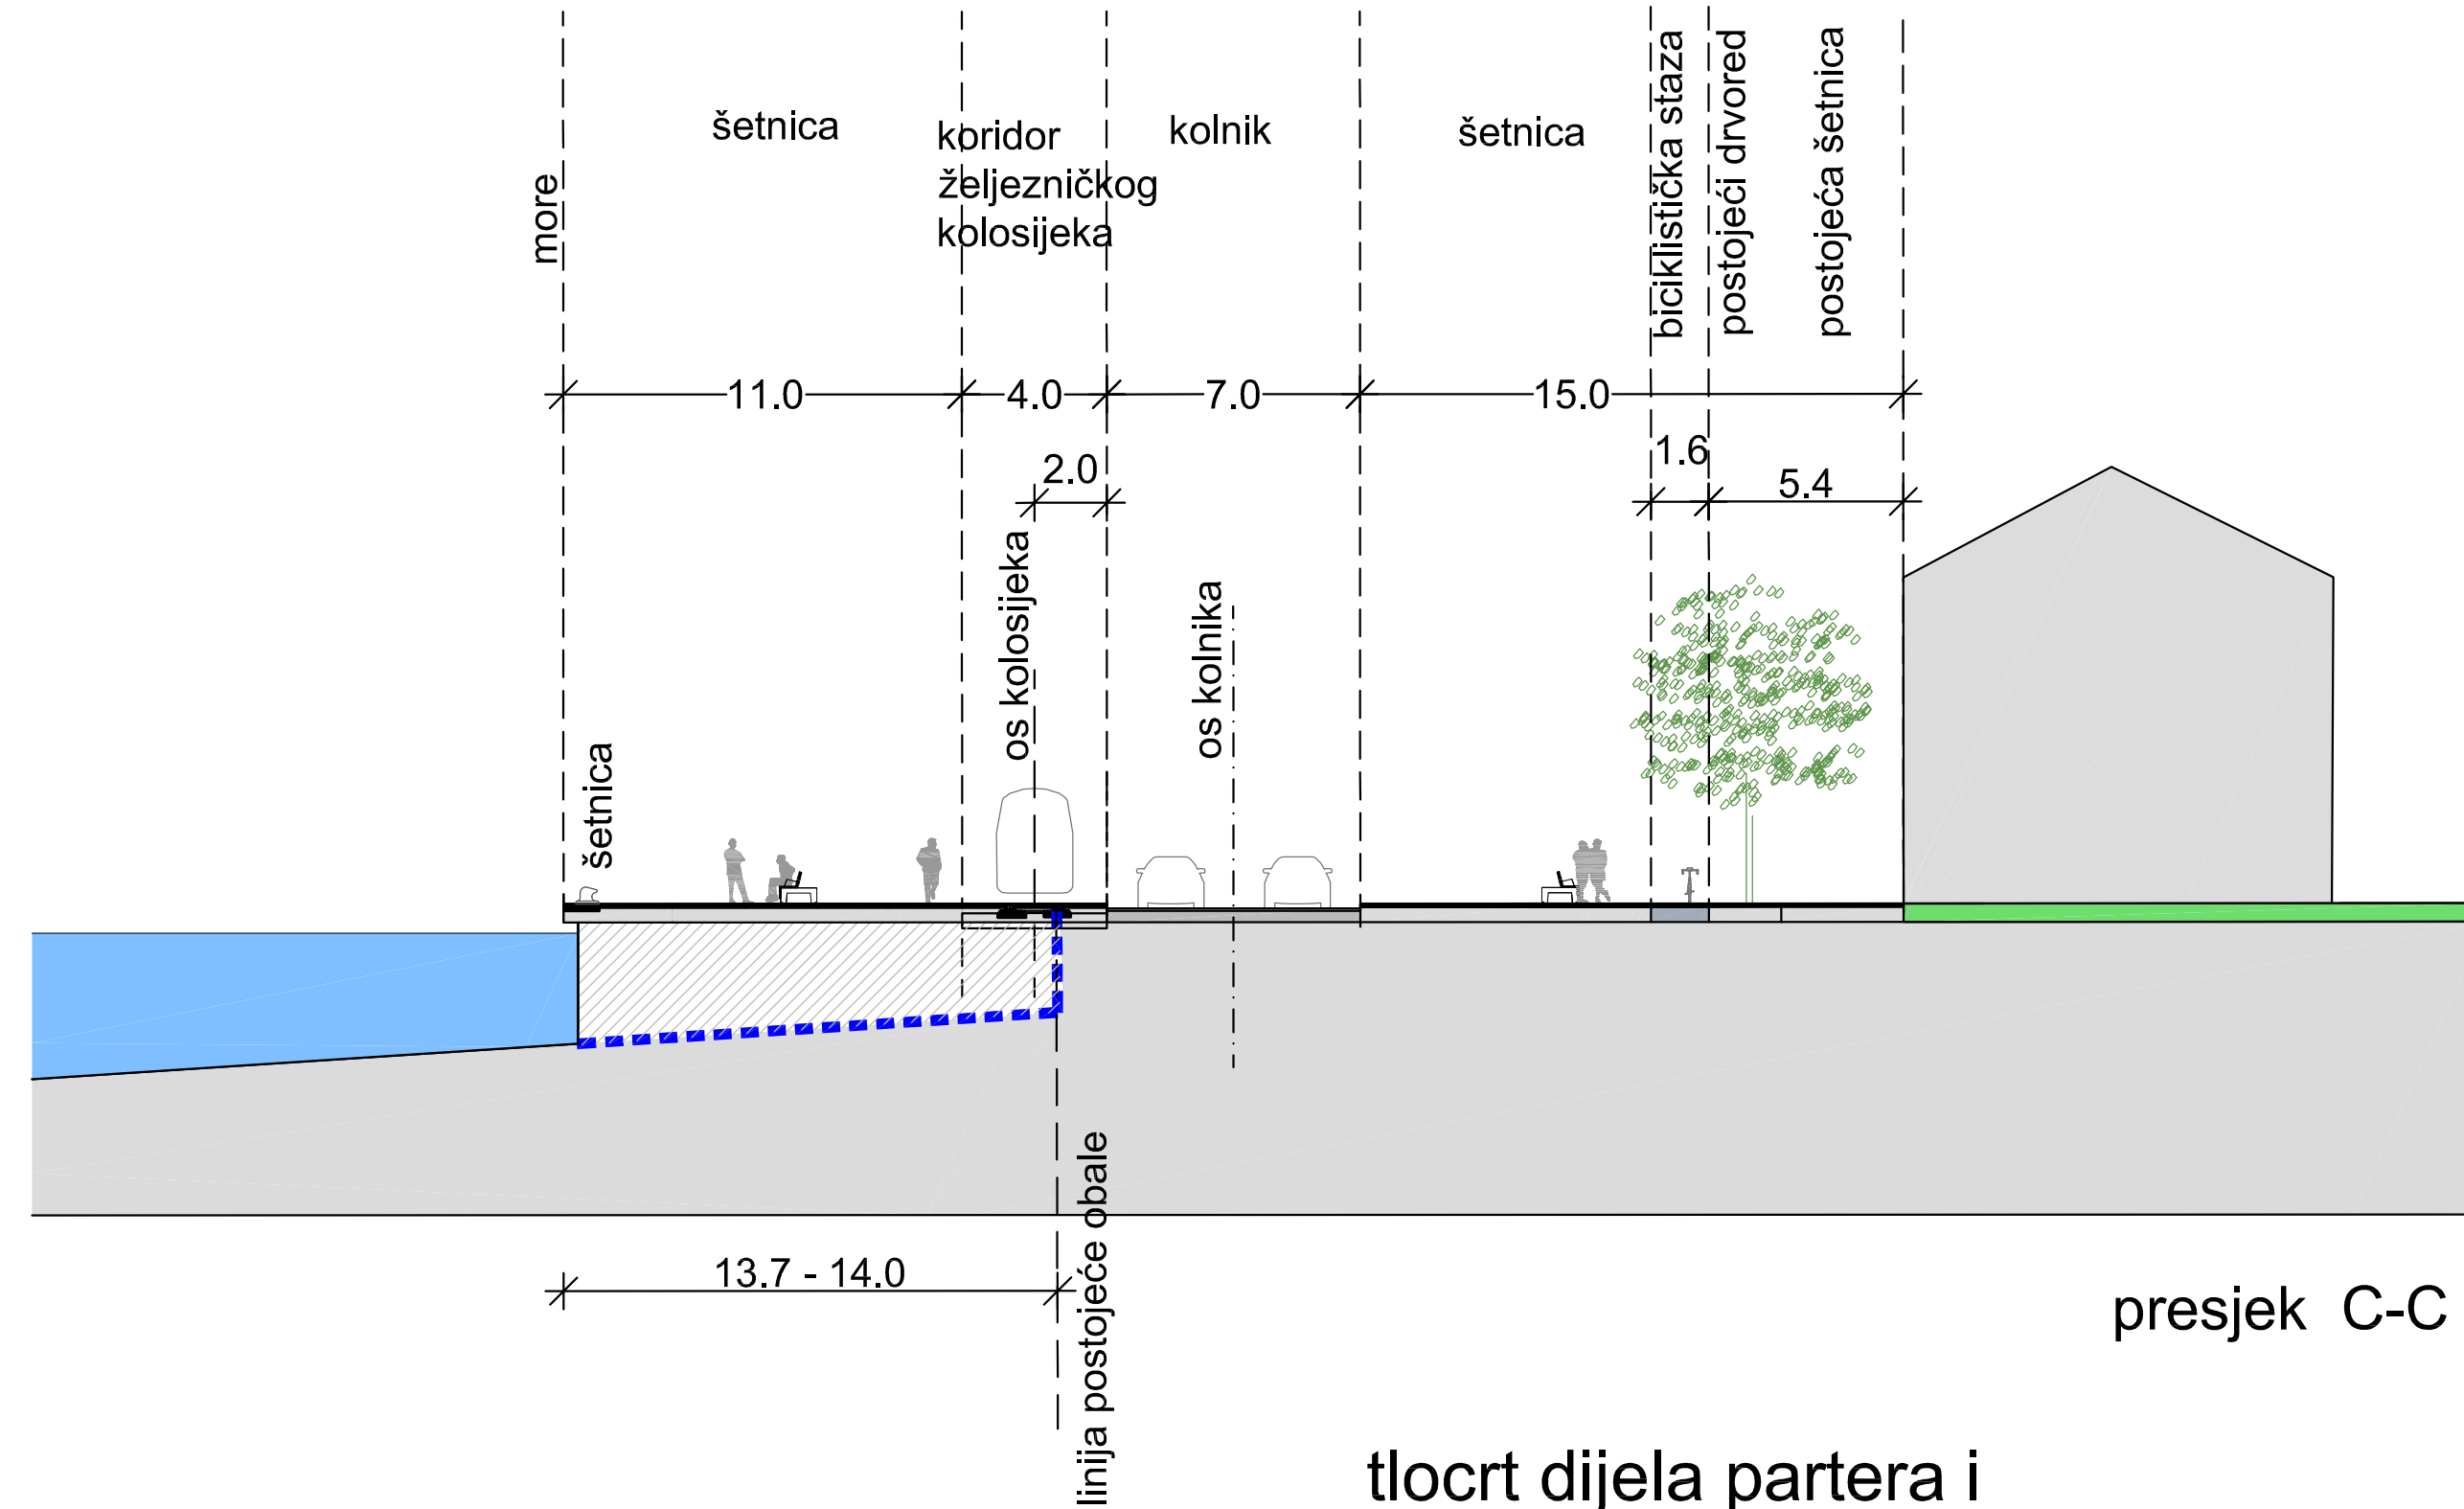 more
šetnica
koridor
željezničkog
kolosijeka
kolnik
šetnica
biciklistička staza
postojeći drvored
postojeća šetnica
11.0
4.0
7.0
15.0
2.0
1.6
5.4
šetnica
os kolosijeka
os kolnika
13.7 - 14.0
linija postojeće obale
presjek C-C
tlocrt dijela partera i